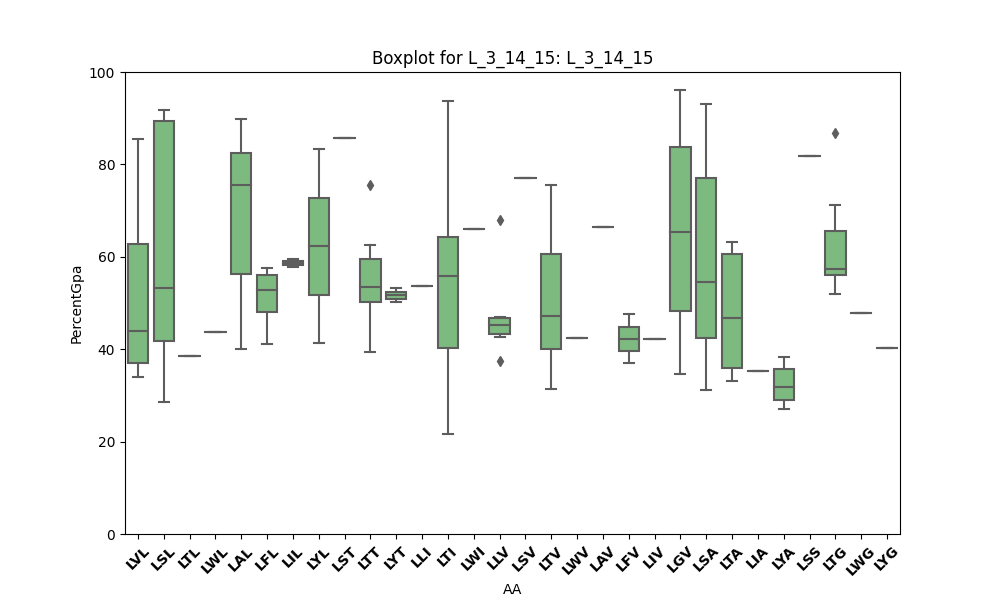 Boxplot for L_3_14_15: L_3_14_15
100
80
60
40
20
0
PercentGpa
LVL LSL LTL LWL LAL LFL LIL LYL LST LTT LYT LLI LTI LWI LLV LSV LTV LWV LAV LFV LIV LGV LSA LTA LIA LYA LSS LTG LWG LYG
AA